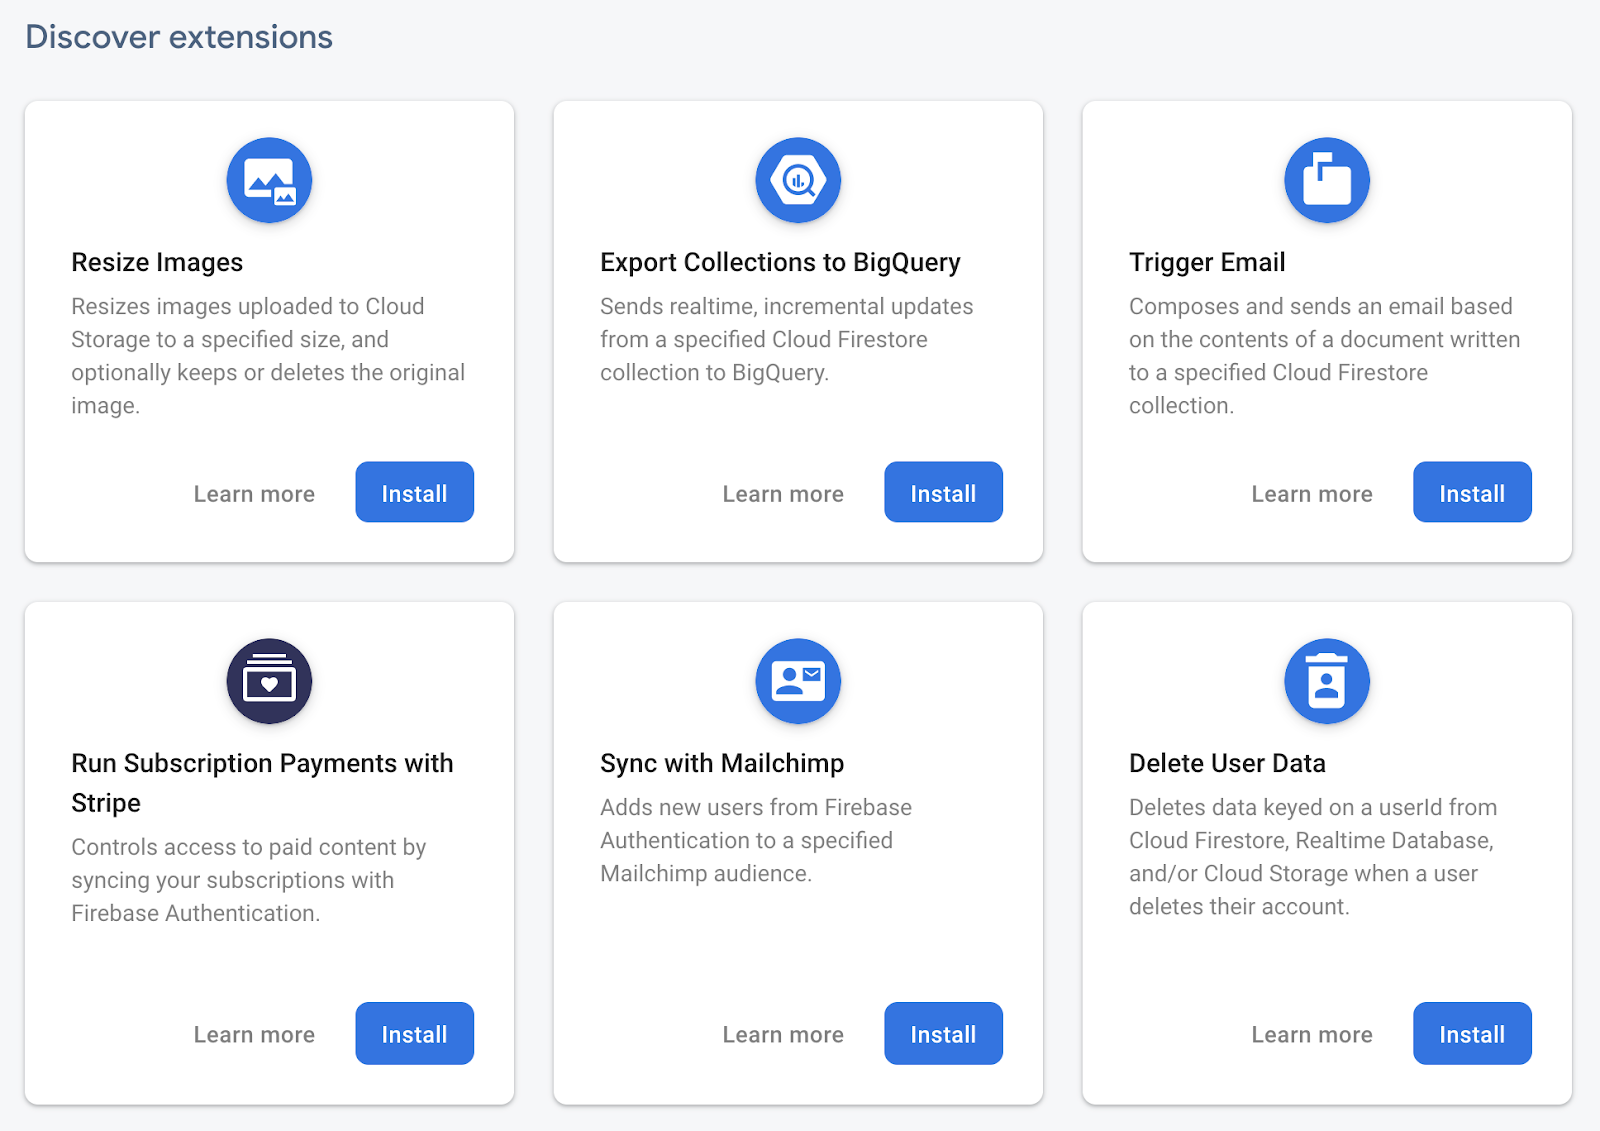 Discover extensions
Resize Images
Resizes images uploaded to Cloud
Storage to a specified size, and
optionally keeps or deletes the original
image.
Learn more
Install
Export Collections to BigQuery
Sends realtime, incremental updates
from a specified Cloud Firestore
collection to BigQuery.
Learn more
Install
Trigger Email
Composes and sends an email based
on the contents of a document written
to a specified Cloud Firestore
collection.
Learn more
Install
Run Subscription Payments with
Stripe
Controls access to paid content by
syncing your subscriptions with
Firebase Authentication.
Learn more
Install
Sync with Mailchimp
Adds new users from Firebase
Authentication to a specified
Mailchimp audience.
Learn more
Install
Delete User Data
Deletes data keyed on a userId from
Cloud Firestore, Realtime Database,
and/or Cloud Storage when a user
deletes their account.
Learn more
Install